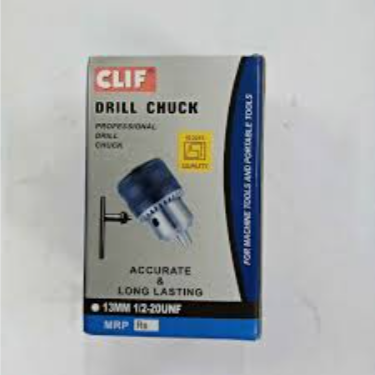 CLIF
DRILL CHUCK
PROFESSIONAL
DRILL
CHUCK
QUALITY
FOR MACHINE TOOLS AND PORTABLE TOOLS
ACCURATE
&
LONG LASTING
13MM 1/2-20UNF
MRP Rs